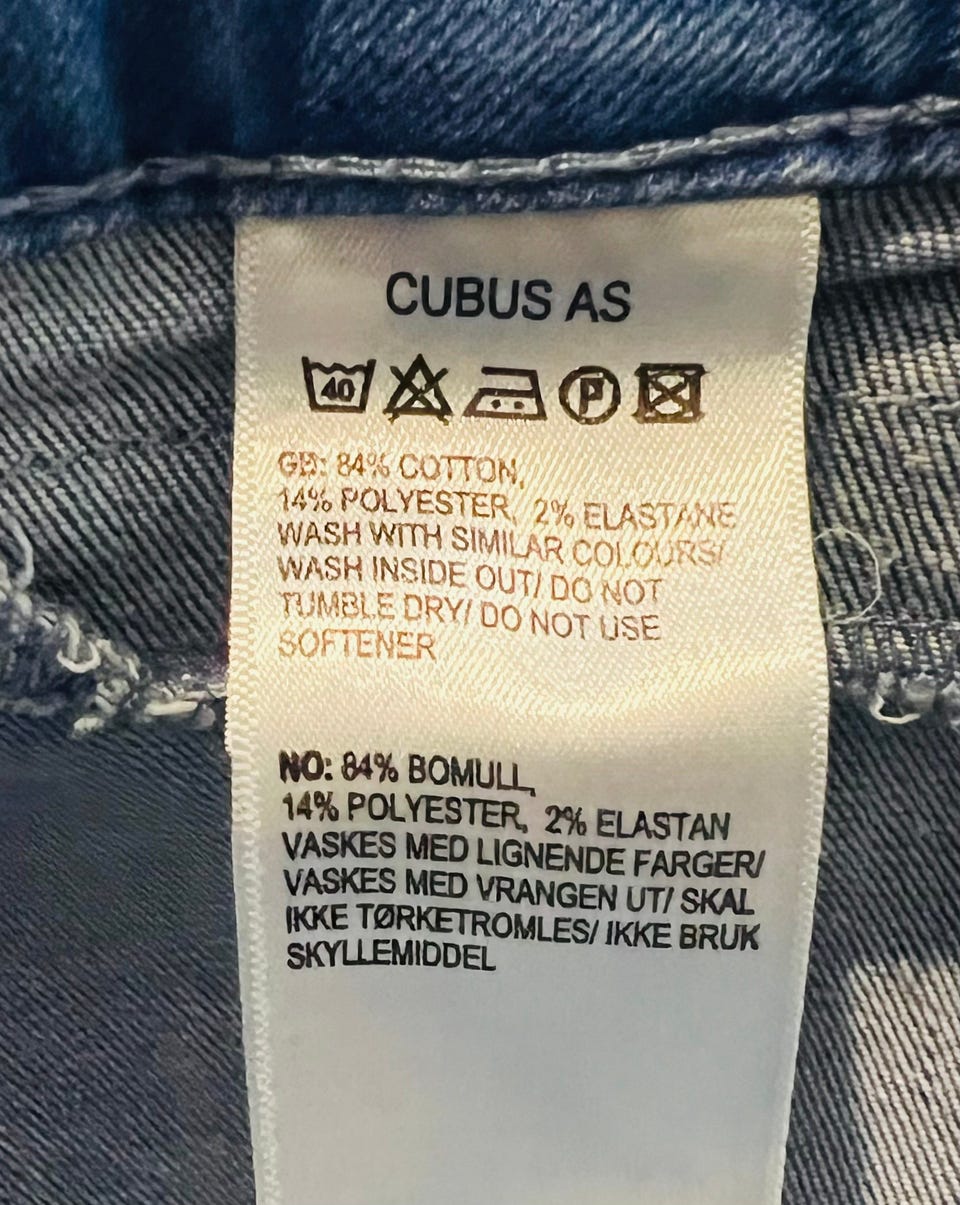 CUBUS AS
40 P
GB: 84% COTTON,
14% POLYESTER, 2% ELASTANE
WASH WITH SIMILAR COLOURS/
WASH INSIDE OUT/ DO NOT
TUMBLE DRY/ DO NOT USE
SOFTENER
NO: 84% BOMULL,
14% POLYESTER, 2% ELASTAN
VASKES MED LIGNENDE FARGER/
VASKES MED VRANGEN UT/ SKAL
IKKE TØRKETROMLES/ IKKE BRUK
SKYLLEMIDDEL